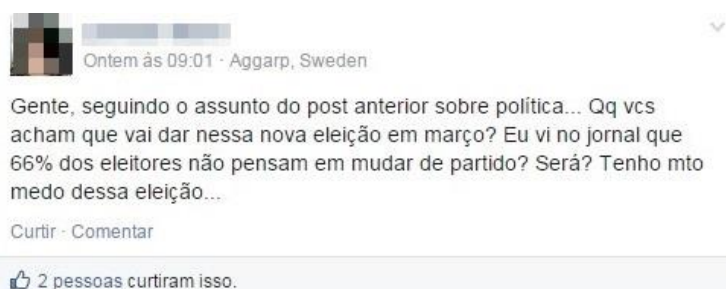 Ontem ás 09:01 · Aggarp, Sweden
Gente, seguindo o assunto do post anterior sobre política... Qq vcs
acham que vai dar nessa nova eleição em março? Eu vi no jornal que
66% dos eleitores não pensam em mudar de partido? Será? Tenho mto
medo dessa eleição...
Curtir · Comentar
2 pessoas curtiram isso.